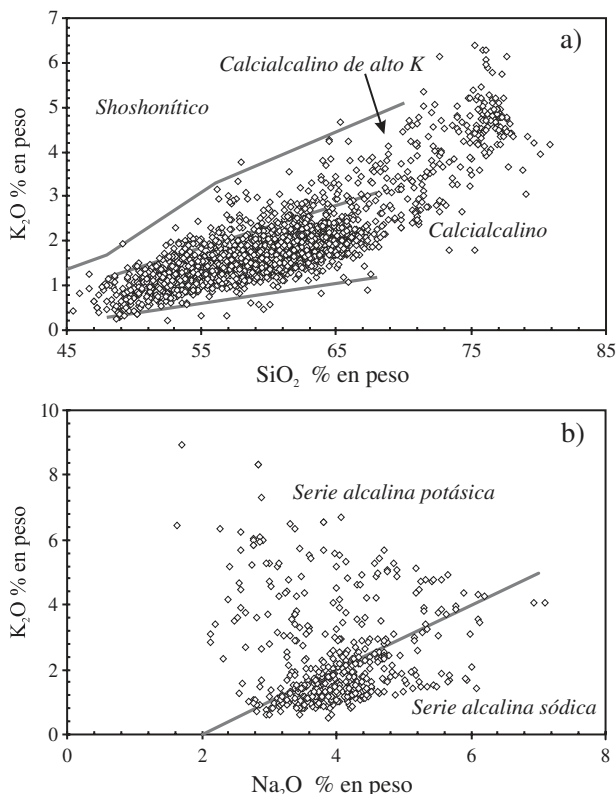 a)
7
6
5
4
3
2
1
0
K₂O % en peso
Shoshonítico
Calcialcalino de alto K
Calcialcalino
45
55
65
75
85
SiO₂ % en peso
b)
10
8
6
4
2
0
K₂O % en peso
Serie alcalina potásica
Serie alcalina sódica
0
2
4
6
8
Na₂O % en peso